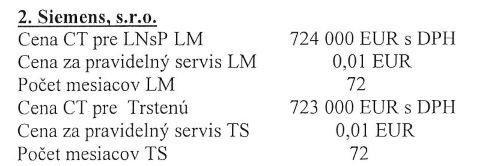 2. Siemens, s.r.o.
Cena CT pre LNsP LM 724 000 EUR s DPH
Cena za pravidelný servis LM 0,01 EUR
Počet mesiacov LM 72
Cena CT pre Trstenú 723 000 EUR s DPH
Cena za pravidelný servis TS 0,01 EUR
Počet mesiacov TS 72